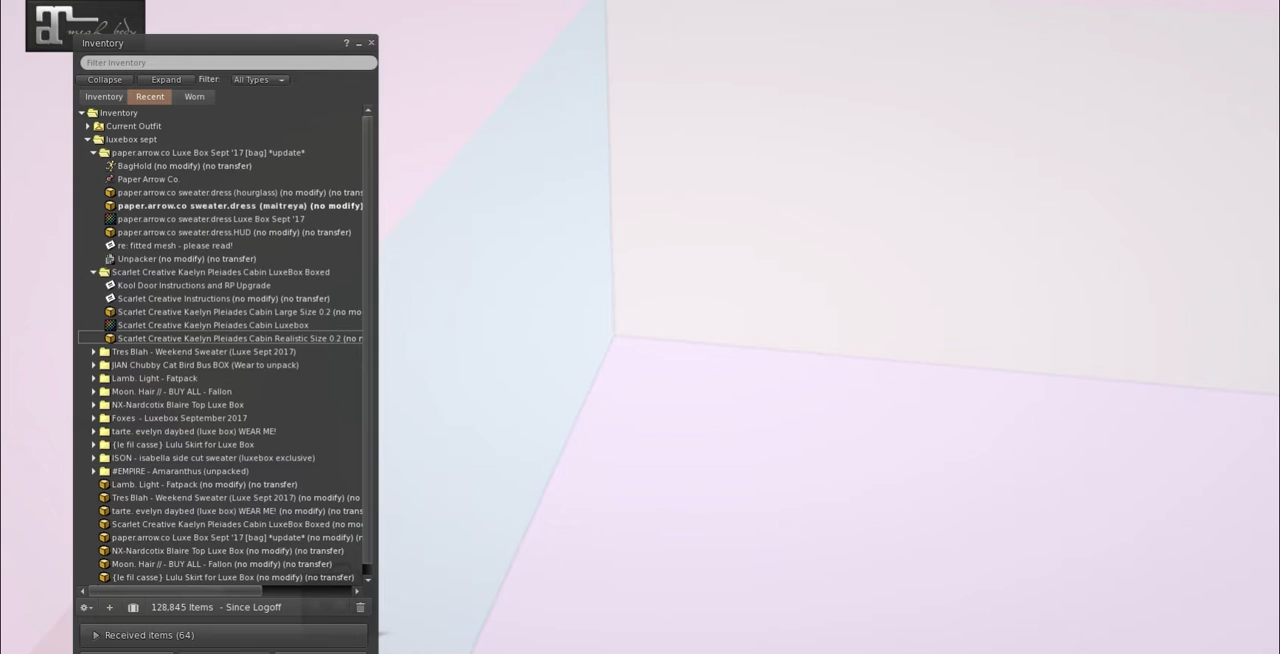 mesh body
Inventory
?
Filter Inventory
Collapse Expand Filter: All Types
Inventory Recent Worn
Inventory
Current Outfit
luxebox sept
paper.arrow.co Luxe Box Sept '17 [bag] *update*
BagHold (no modify) (no transfer)
Paper Arrow Co.
paper.arrow.co sweater.dress (hourglass) (no modify) (no trans
paper.arrow.co sweater.dress (maitreya) (no modify)
paper.arrow.co sweater.dress Luxe Box Sept '17
paper.arrow.co sweater.dress.HUD (no modify) (no transfer)
re: fitted mesh - please read!
Unpacker (no modify) (no transfer)
Scarlet Creative Kaelyn Pleiades Cabin LuxeBox Boxed
Kool Door Instructions and RP Upgrade
Scarlet Creative Instructions (no modify) (no transfer)
Scarlet Creative Kaelyn Pleiades Cabin Large Size 0.2 (no mo
Scarlet Creative Kaelyn Pleiades Cabin Luxebox
Scarlet Creative Kaelyn Pleiades Cabin Realistic Size 0.2 (no r
Tres Blah - Weekend Sweater (Luxe Sept 2017)
JIAN Chubby Cat Bird Bus BOX (Wear to unpack)
Lamb. Light - Fatpack
Moon. Hair // - BUY ALL - Fallon
NX-Nardcotix Blaire Top Luxe Box
Foxes - Luxebox September 2017
tarte. evelyn daybed (luxe box) WEAR ME!
{le fil casse} Lulu Skirt for Luxe Box
ISON - isabella side cut sweater (luxebox exclusive)
#EMPIRE - Amaranthus (unpacked)
Lamb. Light - Fatpack (no modify) (no transfer)
Tres Blah - Weekend Sweater (Luxe Sept 2017) (no modify) (no
tarte. evelyn daybed (luxe box) WEAR ME! (no modify) (no trans
Scarlet Creative Kaelyn Pleiades Cabin LuxeBox Boxed (no mo
paper.arrow.co Luxe Box Sept '17 [bag] *update* (no modify) (n
NX-Nardcotix Blaire Top Luxe Box (no modify) (no transfer)
Moon. Hair // - BUY ALL - Fallon (no modify) (no transfer)
{le fil casse} Lulu Skirt for Luxe Box (no modify) (no transfer)
128,845 Items - Since Logoff
Received items (64)